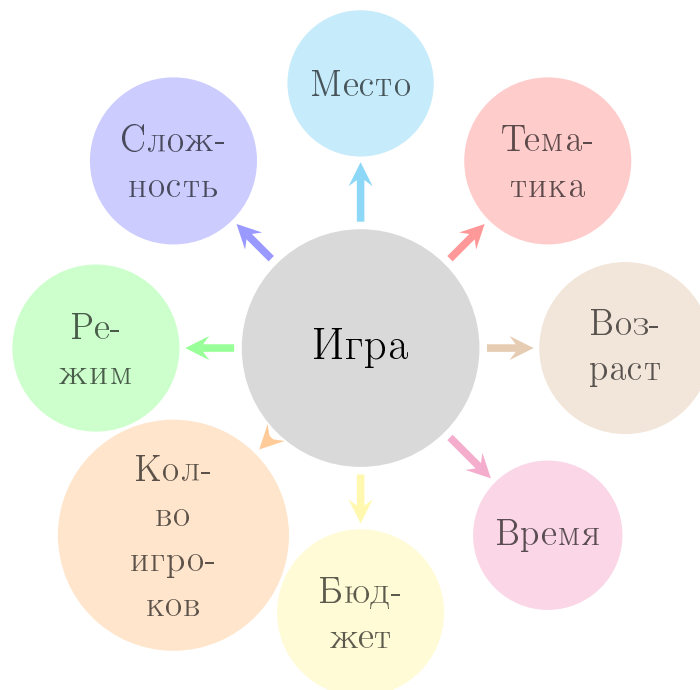 Место
Слож-
ность
Тема-
тика
Ре-
жим
Игра
Воз-
раст
Кол-
во
игро-
ков
Время
Бюд-
жет